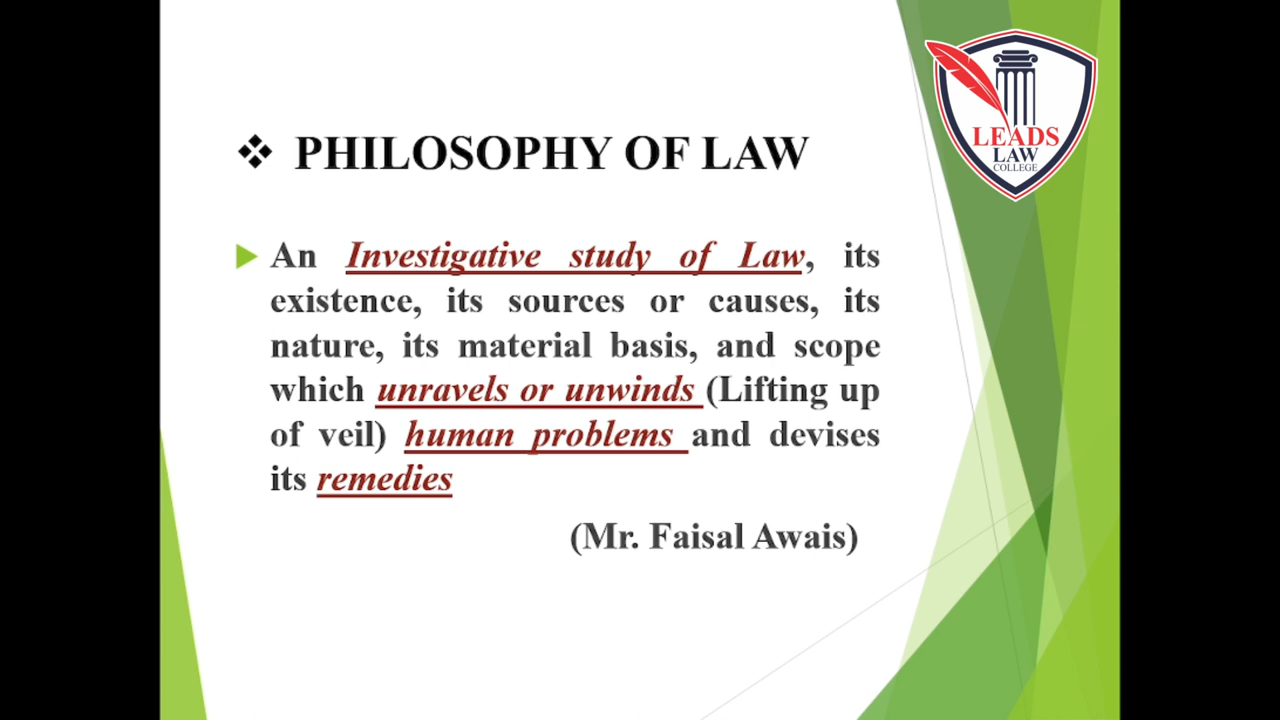 ❖ PHILOSOPHY OF LAW
LEADS
LAW
COLLEGE
An Investigative study of Law, its
existence, its sources or causes, its
nature, its material basis, and scope
which unravels or unwinds (Lifting up
of veil) human problems and devises
its remedies
(Mr. Faisal Awais)